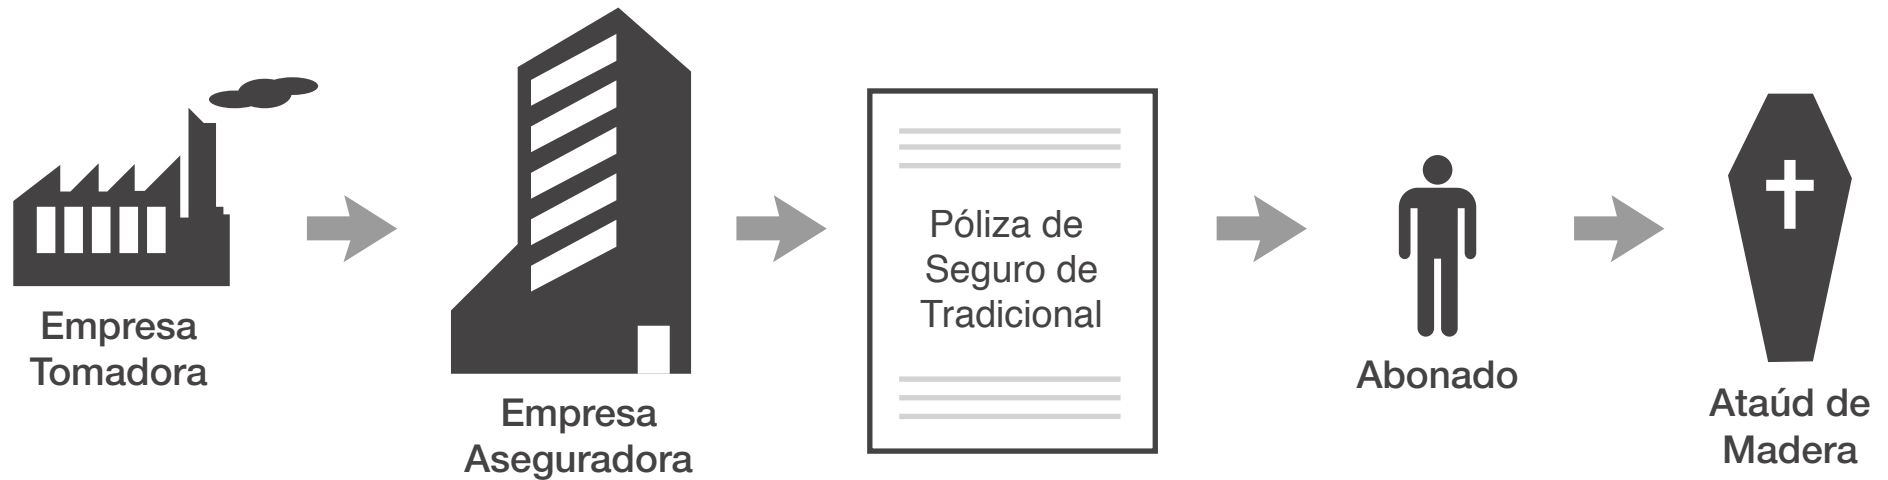 Empresa
Tomadora
Empresa
Aseguradora
Póliza de
Seguro de
Tradicional
Abonado
Ataúd de
Madera